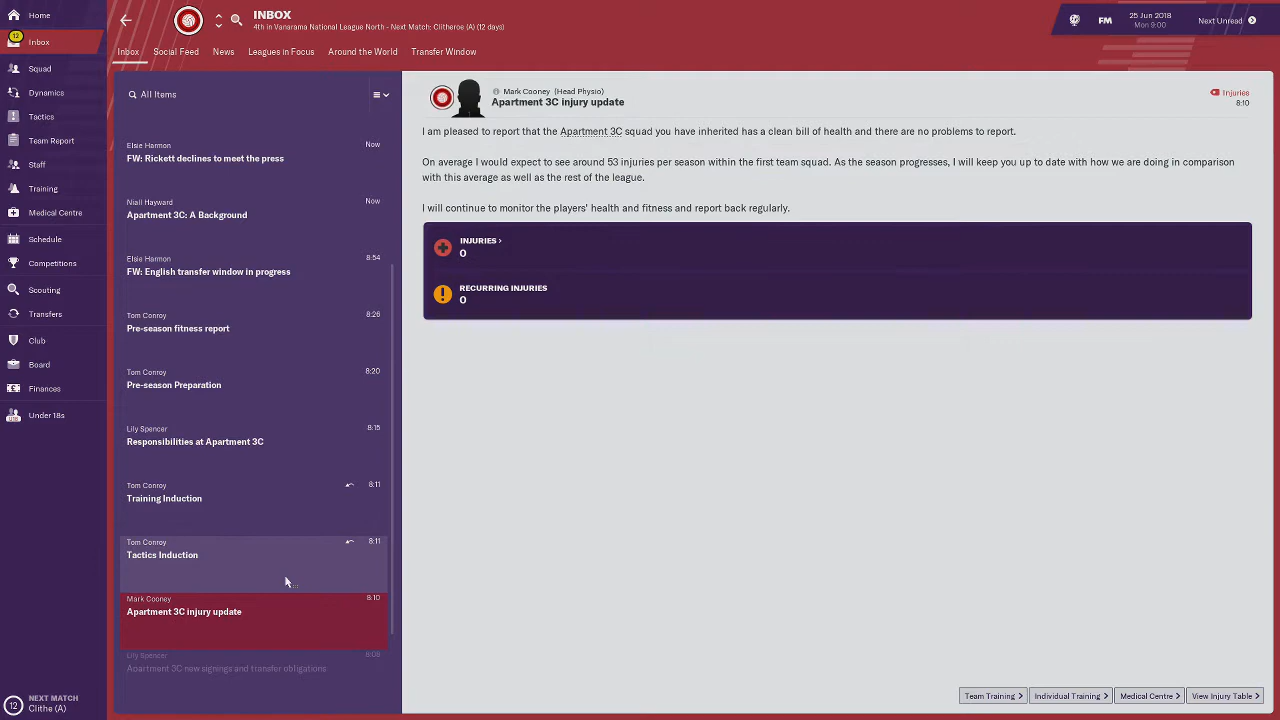 Home
12
Inbox
Squad
Dynamics
Tactics
Team Report
Staff
Training
Medical Centre
Schedule
Competitions
Scouting
Transfers
Club
Board
Finances
Under 18s
12
NEXT MATCH
Clithe (A)
INBOX
4th in Vanarama National League North - Next Match: Clitheroe (A) (12 days)
FM
25 Jun 2018
Mon 9:00
Next Unread
Inbox
Social Feed
News
Leagues in Focus
Around the World
Transfer Window
All Items
Elsie Harmon
Now
FW: Rickett declines to meet the press
Niall Hayward
Now
Apartment 3C: A Background
Elsie Harmon
8:54
FW: English transfer window in progress
Tom Conroy
8:26
Pre-season fitness report
Tom Conroy
8:20
Pre-season Preparation
Lily Spencer
8:15
Responsibilities at Apartment 3C
Tom Conroy
8:11
Training Induction
Tom Conroy
8:11
Tactics Induction
Mark Cooney
8:10
Apartment 3C injury update
Lily Spencer
Apartment 3C new signings and transfer obligations
Mark Cooney (Head Physio)
Apartment 3C injury update
Injuries
8:10
I am pleased to report that the Apartment 3C squad you have inherited has a clean bill of health and there are no problems to report.
On average I would expect to see around 53 injuries per season within the first team squad. As the season progresses, I will keep you up to date with how we are doing in comparison
with this average as well as the rest of the league.
I will continue to monitor the players' health and fitness and report back regularly.
INJURIES >
0
RECURRING INJURIES
0
Team Training >
Individual Training >
Medical Centre >
View Injury Table >